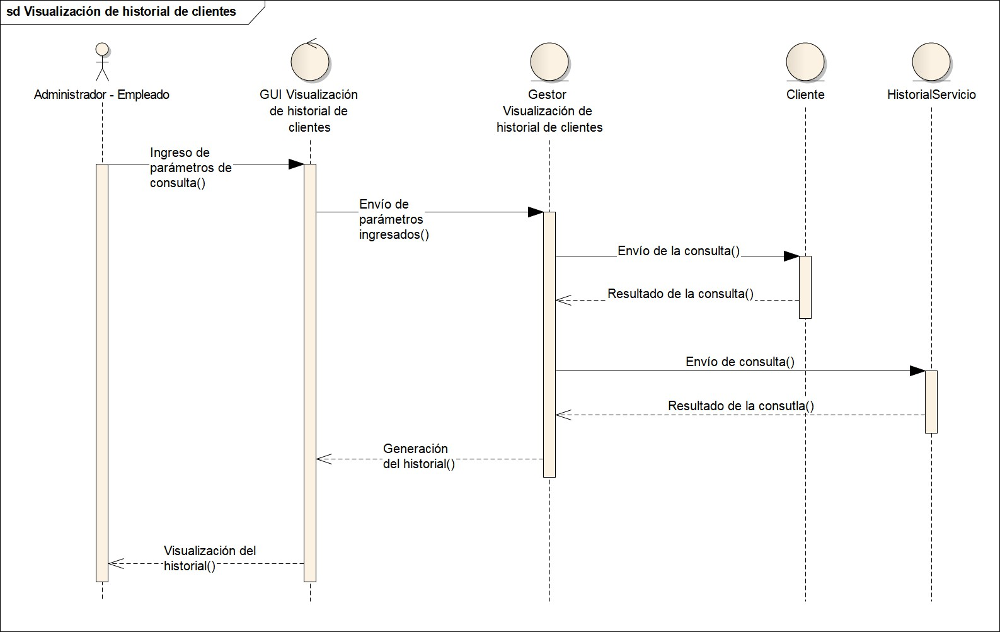 sd Visualización de historial de clientes
Administrador - Empleado
GUI Visualización
de historial de
clientes
Gestor
Visualización de
historial de clientes
Cliente
HistorialServicio
Ingreso de
parámetros de
consulta()
Envío de
parámetros
ingresados()
Envío de la consulta()
Resultado de la consulta()
Envío de consulta()
Resultado de la consutla()
Generación
del historial()
Visualización del
historial()